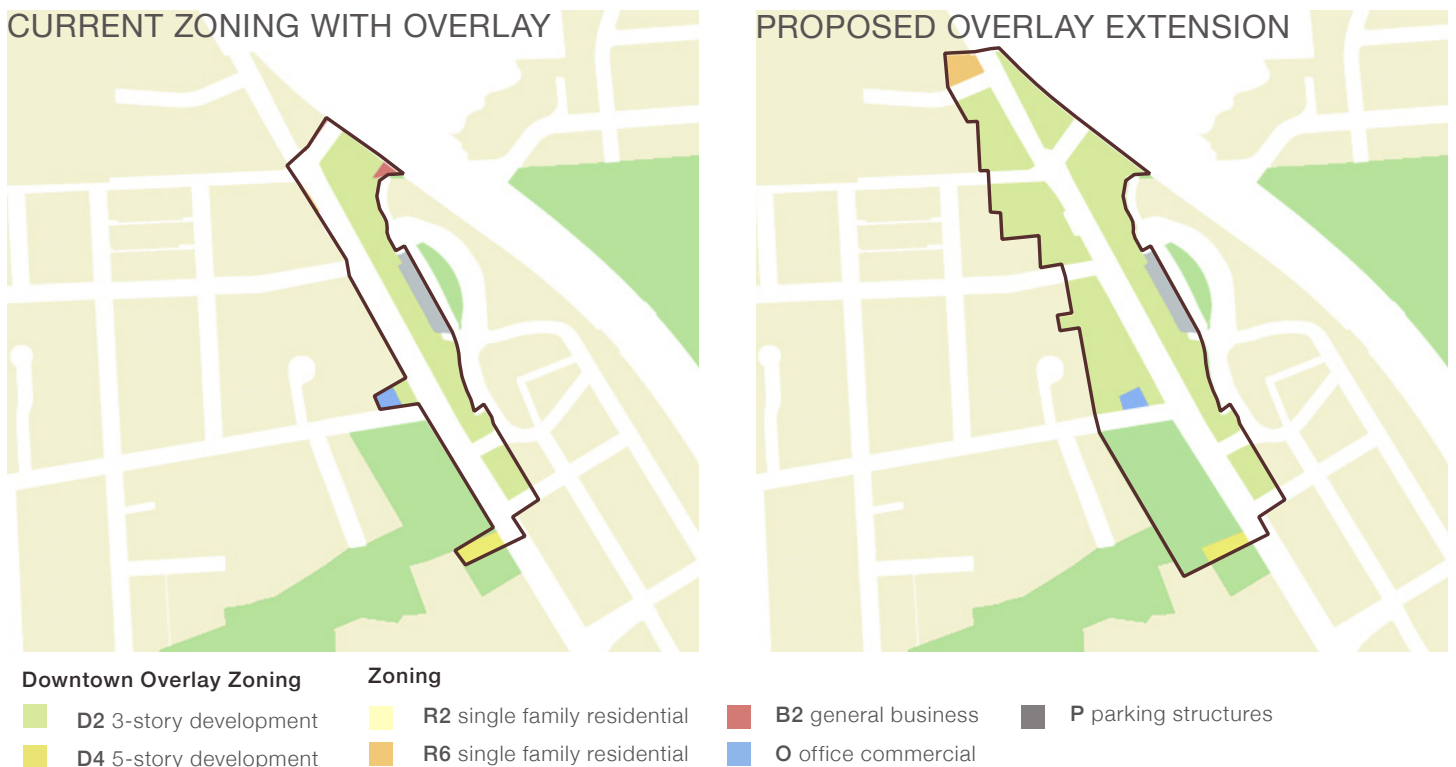 CURRENT ZONING WITH OVERLAY
PROPOSED OVERLAY EXTENSION
Downtown Overlay Zoning
D2 3-story development
D4 5-story development
Zoning
R2 single family residential
R6 single family residential
B2 general business
O office commercial
P parking structures